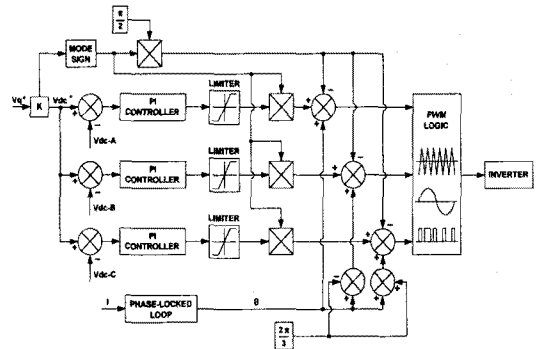 π
2
MODE
SIGN
LIMITER
Vq*
K
Vdc*
PI
CONTROLLER
Vdc-A
PWM
LOGIC
LIMITER
PI
CONTROLLER
INVERTER
Vdc-B
LIMITER
PI
CONTROLLER
Vdc-C
PHASE-LOCKED
LOOP
θ
2π
3